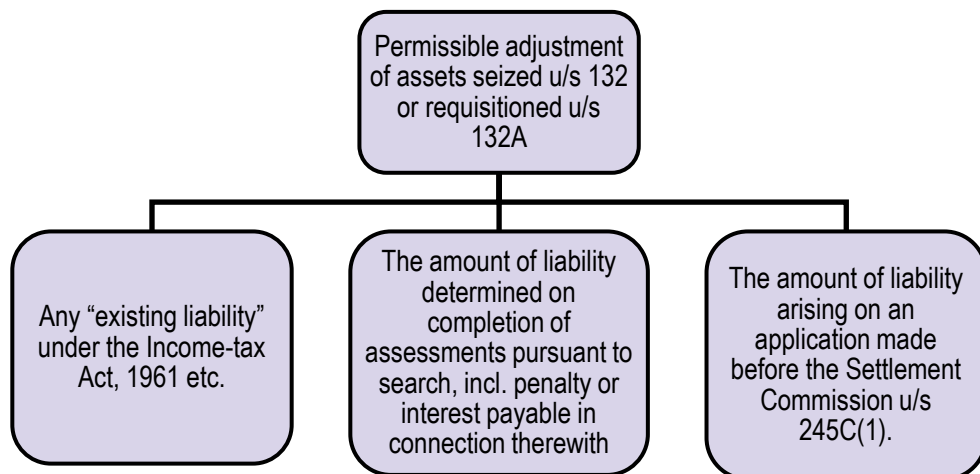 Permissible adjustment
of assets seized u/s 132
or requisitioned u/s
132A
Any “existing liability”
under the Income-tax
Act, 1961 etc.
The amount of liability
determined on
completion of
assessments pursuant to
search, incl. penalty or
interest payable in
connection therewith
The amount of liability
arising on an
application made
before the Settlement
Commission u/s
245C(1).